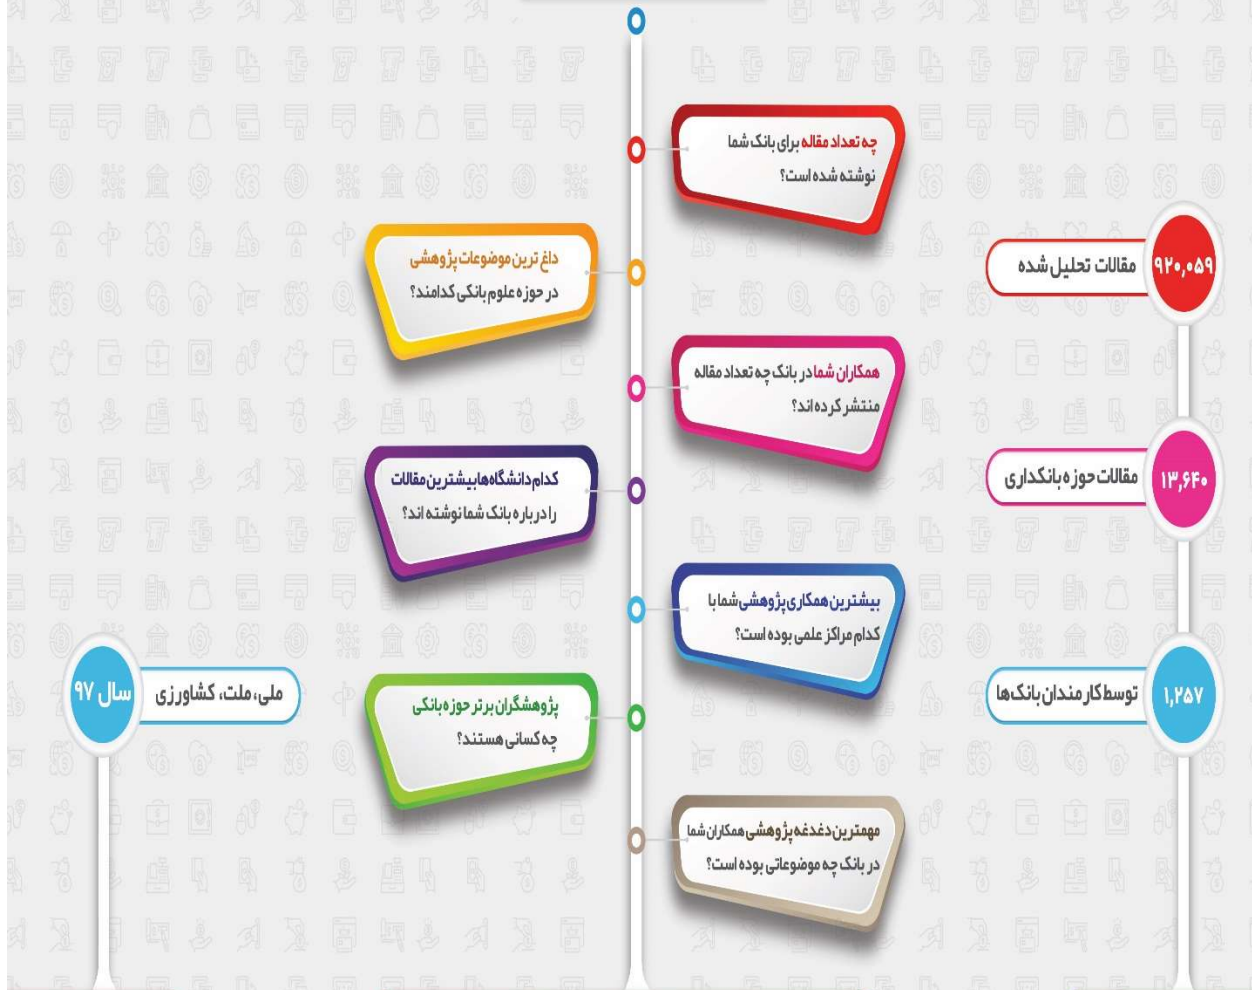 چه تعداد مقاله برای بانک شما
نوشته شده است؟
داغ ترین موضوعات پژوهشی
در حوزه علوم بانکی کدامند؟
همکاران شما در بانک چه تعداد مقاله
منتشر کرده اند؟
کدام دانشگاه‌ها بیشترین مقالات
را درباره بانک شما نوشته اند؟
بیشترین همکاری پژوهشی شما با
کدام مراکز علمی بوده است؟
پژوهشگران برتر حوزه بانکی
چه کسانی هستند؟
مهمترین دغدغه پژوهشی همکاران شما
در بانک چه موضوعاتی بوده است؟
۹۲۰,۰۵۹
مقالات تحلیل شده
۱۳,۶۴۰
مقالات حوزه بانکداری
۱,۲۵۷
توسط کارمندان بانک‌ها
ملی، ملت، کشاورزی
سال ۹۷